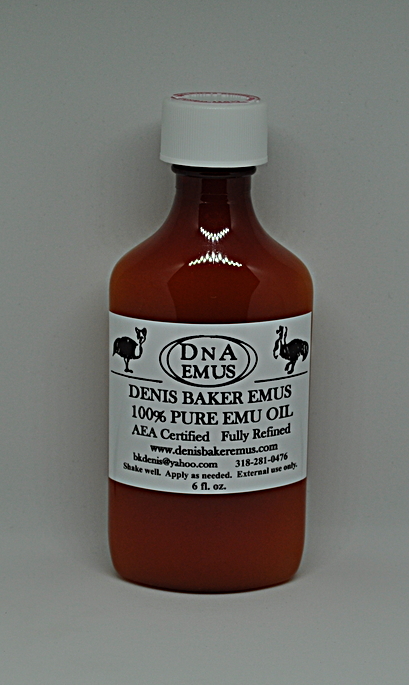 DNA
EMUS
DENIS BAKER EMUS
100% PURE EMU OIL
AEA Certified Fully Refined
www.denisbakeremus.com
bkdenis@yahoo.com 318-281-0476
Shake well. Apply as needed. External use only.
6 fl. oz.